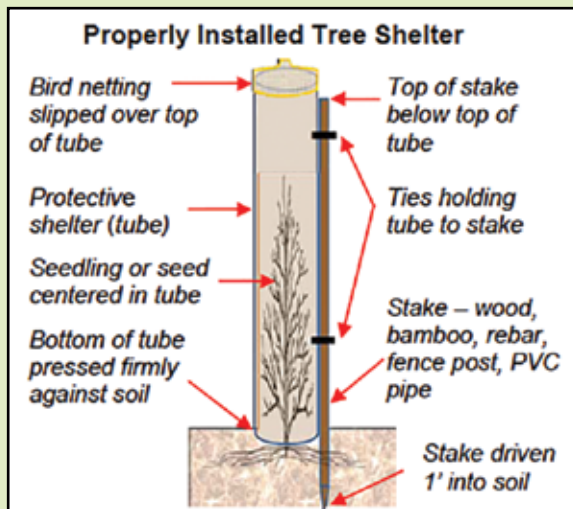 Properly Installed Tree Shelter
Bird netting
slipped over top
of tube
Protective
shelter (tube)
Seedling or seed
centered in tube
Bottom of tube
pressed firmly
against soil
Top of stake
below top of
tube
Ties holding
tube to stake
Stake – wood,
bamboo, rebar,
fence post, PVC
pipe
Stake driven
1' into soil